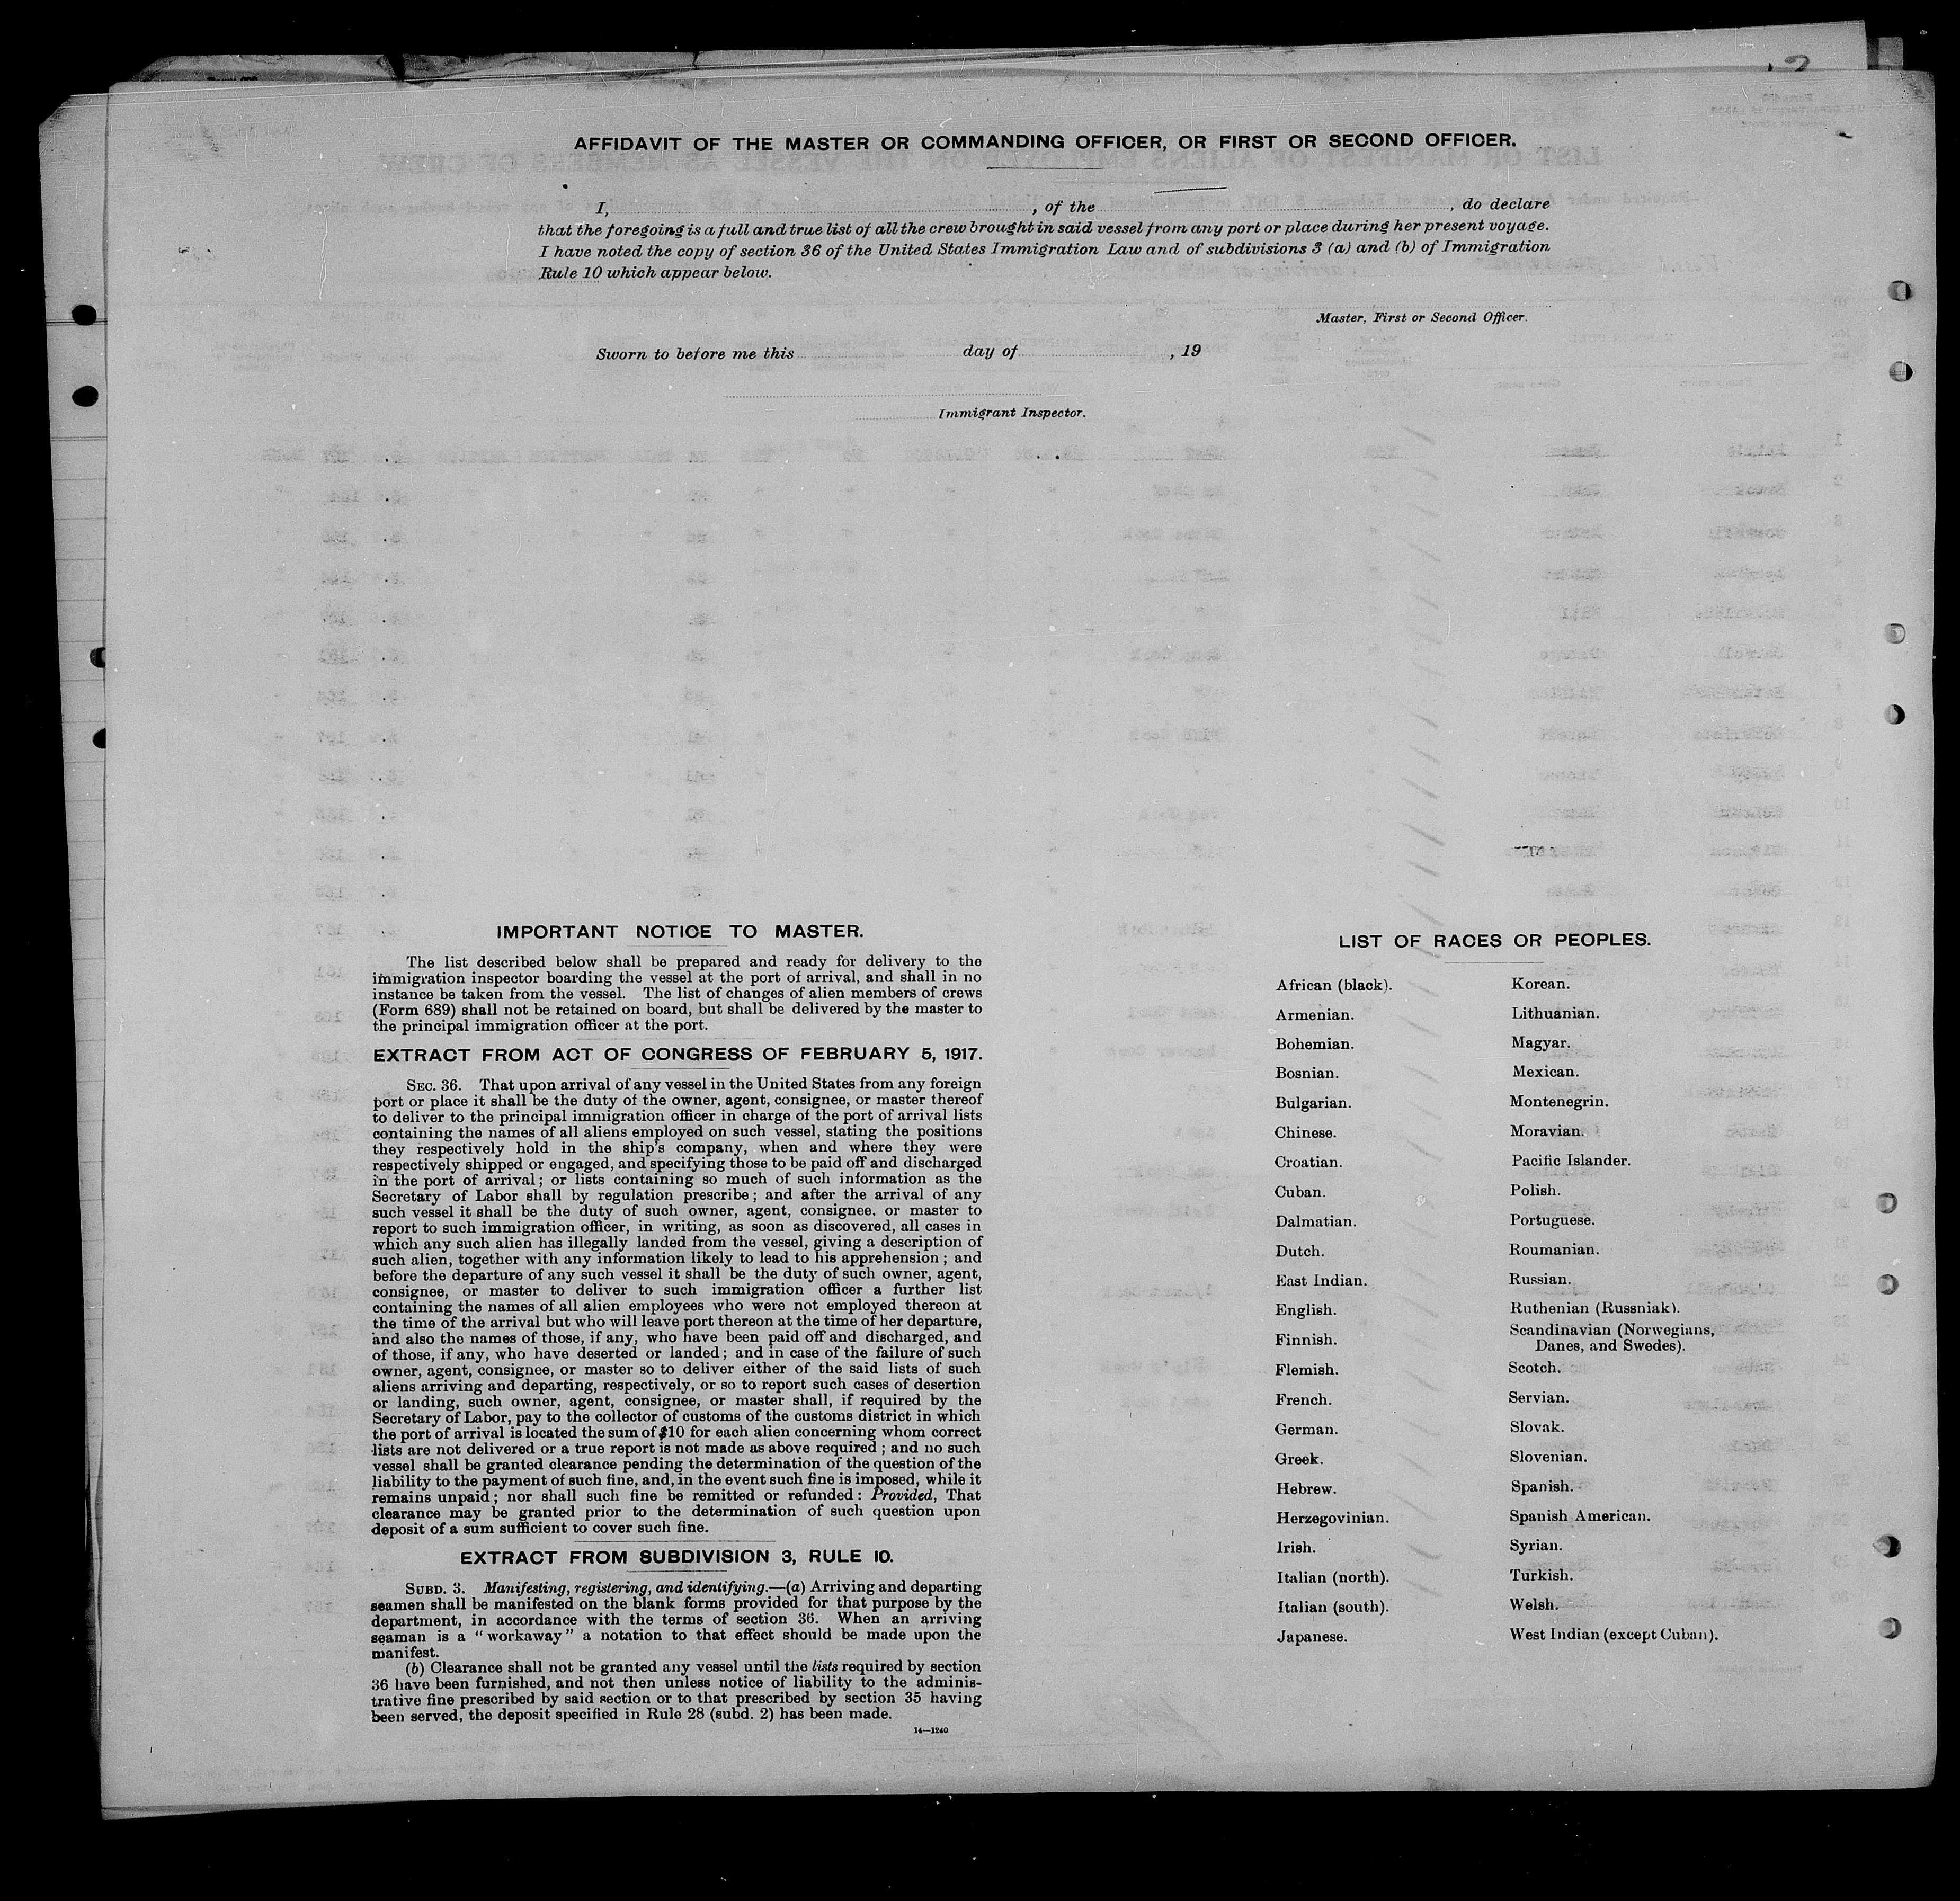 AFFIDAVIT OF THE MASTER OR COMMANDING OFFICER, OR FIRST OR SECOND OFFICER.
I, , of the , do declare
that the foregoing is a full and true list of all the crew brought in said vessel from any port or place during her present voyage.
I have noted the copy of section 36 of the United States Immigration Law and of subdivisions 3 (a) and (b) of Immigration
Rule 10 which appear below.
Master, First or Second Officer.
Sworn to before me this day of , 19
Immigrant Inspector.
IMPORTANT NOTICE TO MASTER.
The list described below shall be prepared and ready for delivery to the
immigration inspector boarding the vessel at the port of arrival, and shall in no
instance be taken from the vessel. The list of changes of alien members of crews
(Form 689) shall not be retained on board, but shall be delivered by the master to
the principal immigration officer at the port.
EXTRACT FROM ACT OF CONGRESS OF FEBRUARY 5, 1917.
SEC. 36. That upon arrival of any vessel in the United States from any foreign
port or place it shall be the duty of the owner, agent, consignee, or master thereof
to deliver to the principal immigration officer in charge of the port of arrival lists
containing the names of all aliens employed on such vessel, stating the positions
they respectively hold in the ship's company, when and where they were
respectively shipped or engaged, and specifying those to be paid off and discharged
in the port of arrival; or lists containing so much of such information as the
Secretary of Labor shall by regulation prescribe; and after the arrival of any
such vessel it shall be the duty of such owner, agent, consignee, or master to
report to such immigration officer, in writing, as soon as discovered, all cases in
which any such alien has illegally landed from the vessel, giving a description of
such alien, together with any information likely to lead to his apprehension; and
before the departure of any such vessel it shall be the duty of such owner, agent,
consignee, or master to deliver to such immigration officer a further list
containing the names of all alien employees who were not employed thereon at
the time of the arrival but who will leave port thereon at the time of her departure,
and also the names of those, if any, who have been paid off and discharged, and
of those, if any, who have deserted or landed; and in case of the failure of such
owner, agent, consignee, or master so to deliver either of the said lists of such
aliens arriving and departing, respectively, or so to report such cases of desertion
or landing, such owner, agent, consignee, or master shall, if required by the
Secretary of Labor, pay to the collector of customs of the customs district in which
the port of arrival is located the sum of $10 for each alien concerning whom correct
lists are not delivered or a true report is not made as above required; and no such
vessel shall be granted clearance pending the determination of the question of the
liability to the payment of such fine, and, in the event such fine is imposed, while it
remains unpaid; nor shall such fine be remitted or refunded: Provided, That
clearance may be granted prior to the determination of such question upon
deposit of a sum sufficient to cover such fine.
EXTRACT FROM SUBDIVISION 3, RULE 10.
SUBD. 3. Manifesting, registering, and identifying.—(a) Arriving and departing
seamen shall be manifested on the blank forms provided for that purpose by the
department, in accordance with the terms of section 36. When an arriving
seaman is a "workaway" a notation to that effect should be made upon the
manifest.
(b) Clearance shall not be granted any vessel until the lists required by section
36 have been furnished, and not then unless notice of liability to the adminis-
trative fine prescribed by said section or to that prescribed by section 35 having
been served, the deposit specified in Rule 28 (subd. 2) has been made.
14—1240
LIST OF RACES OR PEOPLES.
African (black).
Armenian.
Bohemian.
Bosnian.
Bulgarian.
Chinese.
Croatian.
Cuban.
Dalmatian.
Dutch.
East Indian.
English.
Finnish.
Flemish.
French.
German.
Greek.
Hebrew.
Herzegovinian.
Irish.
Italian (north).
Italian (south).
Japanese.
Korean.
Lithuanian.
Magyar.
Mexican.
Montenegrin.
Moravian.
Pacific Islander.
Polish.
Portuguese.
Roumanian.
Russian.
Ruthenian (Russniak).
Scandinavian (Norwegians,
Danes, and Swedes).
Scotch.
Servian.
Slovak.
Slovenian.
Spanish.
Spanish American.
Syrian.
Turkish.
Welsh.
West Indian (except Cuban).